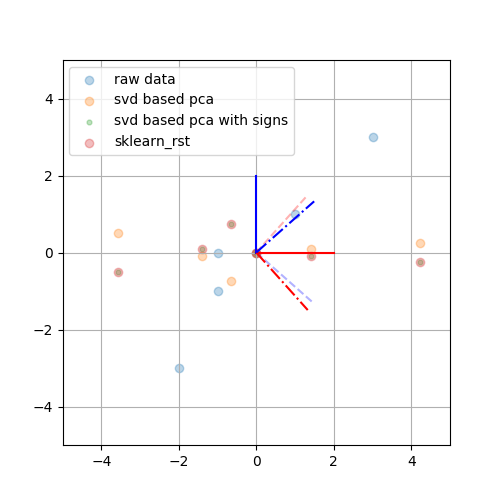 raw data
svd based pca
svd based pca with signs
sklearn_rst
4
2
0
−2
−4
−4
−2
0
2
4